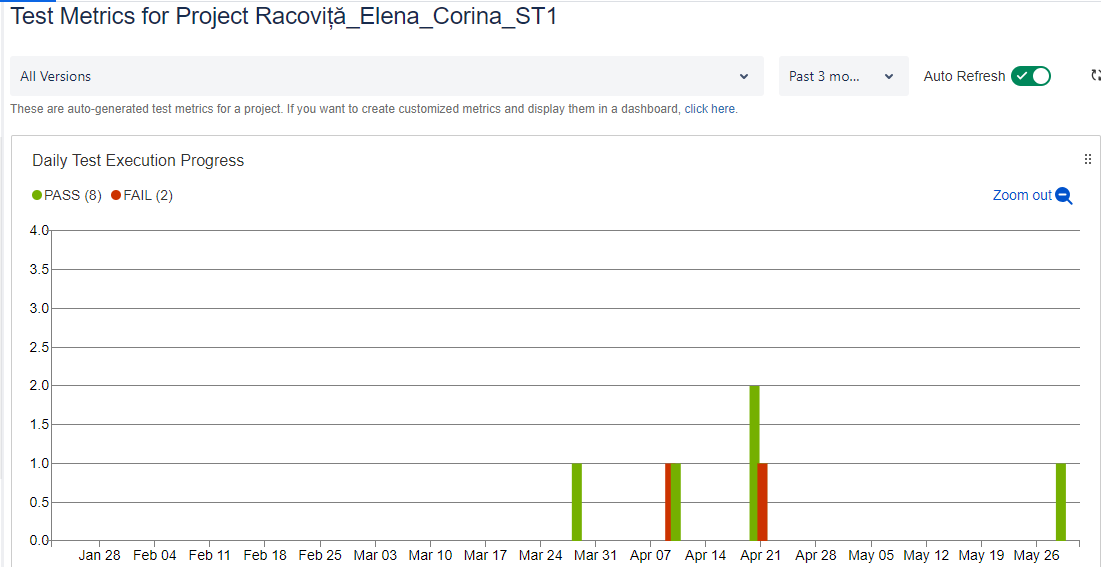 Test Metrics for Project Racoviță_Elena_Corina_ST1
All Versions
Past 3 mo...
Auto Refresh
These are auto-generated test metrics for a project. If you want to create customized metrics and display them in a dashboard, click here.
Daily Test Execution Progress
PASS (8) FAIL (2)
Zoom out
4.0
3.5
3.0
2.5
2.0
1.5
1.0
0.5
0.0
Jan 28 Feb 04 Feb 11 Feb 18 Feb 25 Mar 03 Mar 10 Mar 17 Mar 24 Mar 31 Apr 07 Apr 14 Apr 21 Apr 28 May 05 May 12 May 19 May 26